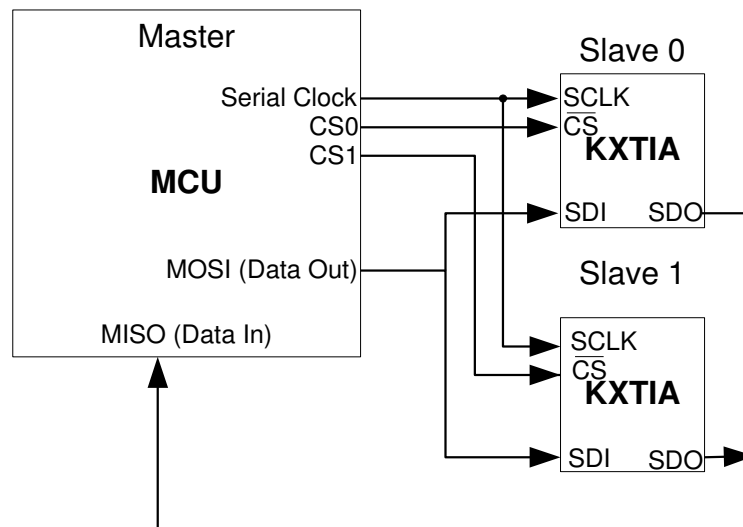 Master
Serial Clock
CS0
CS1
MCU
MOSI (Data Out)
MISO (Data In)
Slave 0
SCLK
CS
KXTIA
SDI SDO
Slave 1
SCLK
CS
KXTIA
SDI SDO